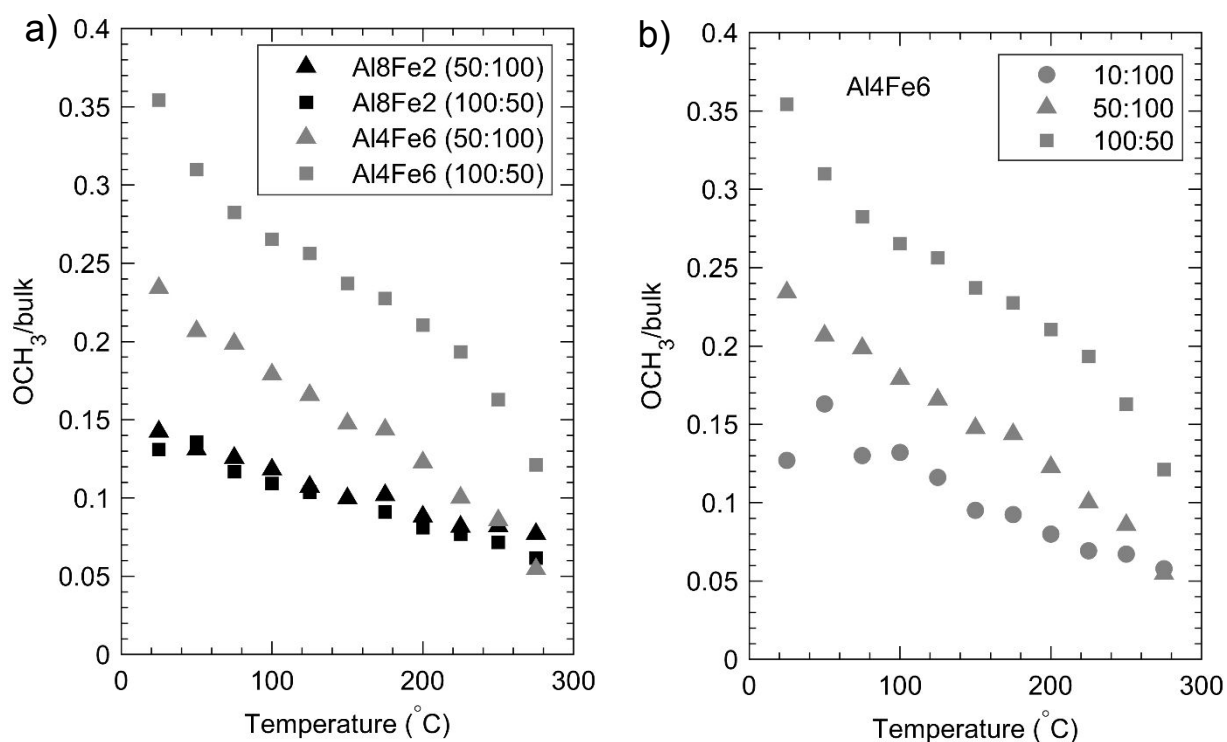 a)
0.4
0.35
0.3
0.25
0.2
0.15
0.1
0.05
0
OCH3/bulk
Al8Fe2 (50:100)
Al8Fe2 (100:50)
Al4Fe6 (50:100)
Al4Fe6 (100:50)
0 100 200 300
Temperature (°C)
b)
0.4
0.35
0.3
0.25
0.2
0.15
0.1
0.05
0
OCH3/bulk
Al4Fe6
10:100
50:100
100:50
0 100 200 300
Temperature (°C)